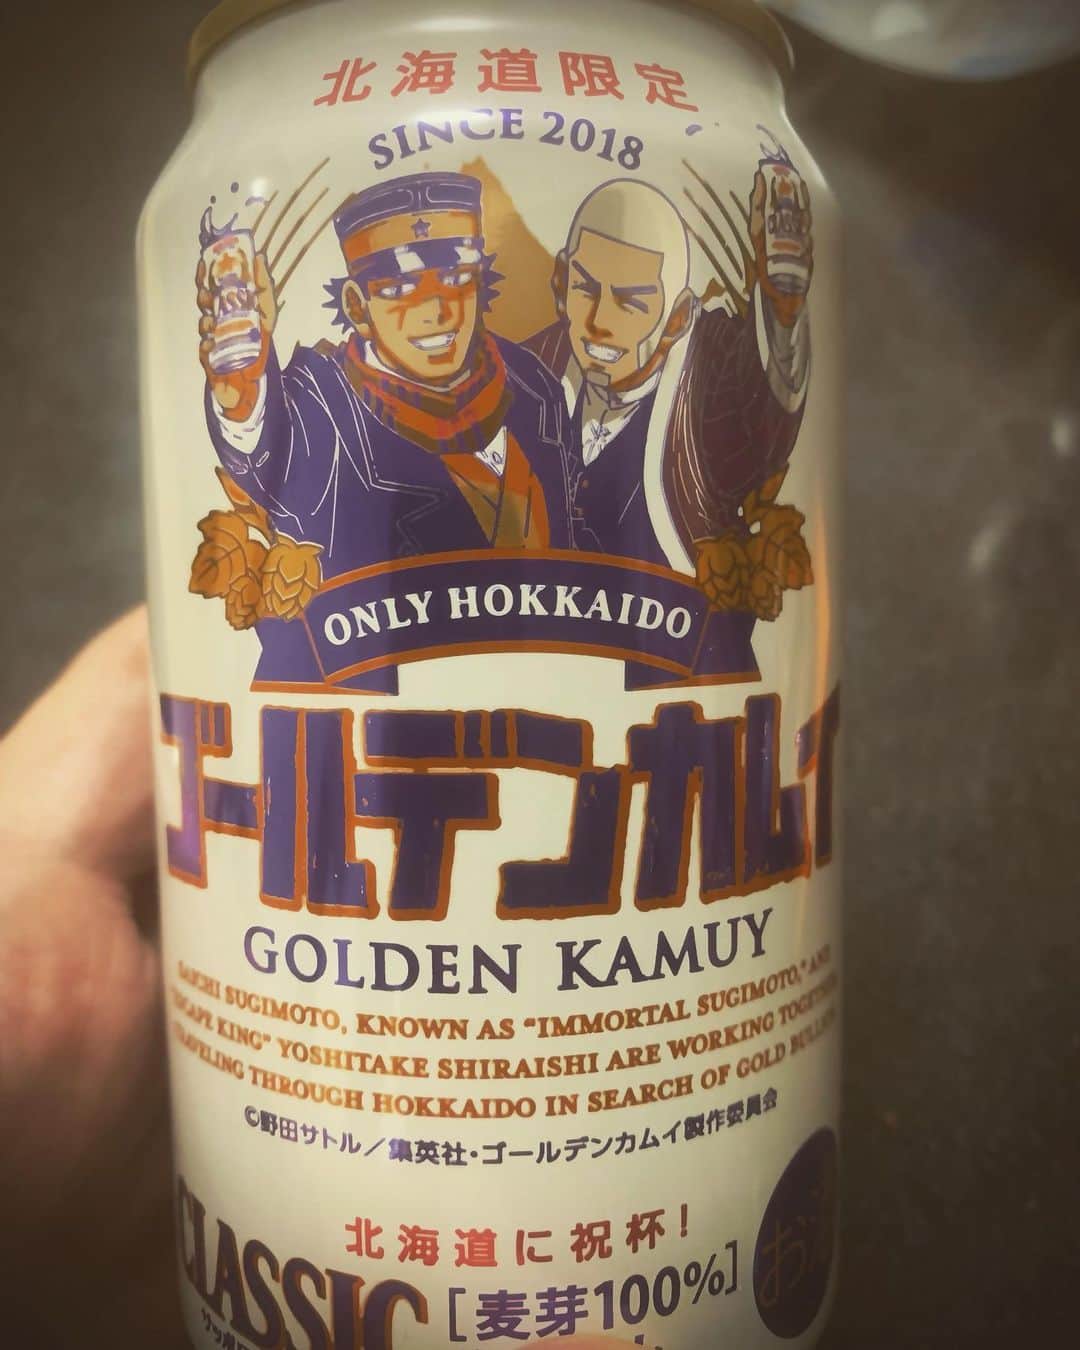 北海道限定
SINCE 2018
CLASSIC
ONLY HOKKAIDO
ゴールデンカムイ
GOLDEN KAMUY
SAICHI SUGIMOTO, KNOWN AS “IMMORTAL SUGIMOTO,” AND
“ESCAPE KING” YOSHITAKE SHIRAISHI ARE WORKING TOGETHER,
TRAVELING THROUGH HOKKAIDO IN SEARCH OF GOLD BULLION
©野田サトル／集英社・ゴールデンカムイ製作委員会
北海道に祝杯！
CLASSIC
［麦芽100%］